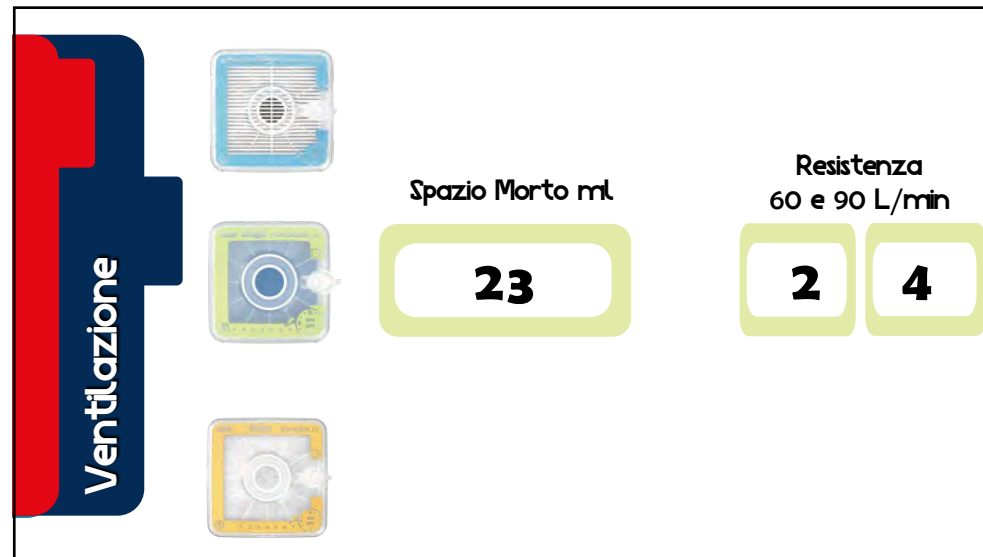 Ventilazione
Spazio Morto ml
23
Resistenza
60 e 90 L/min
2 4